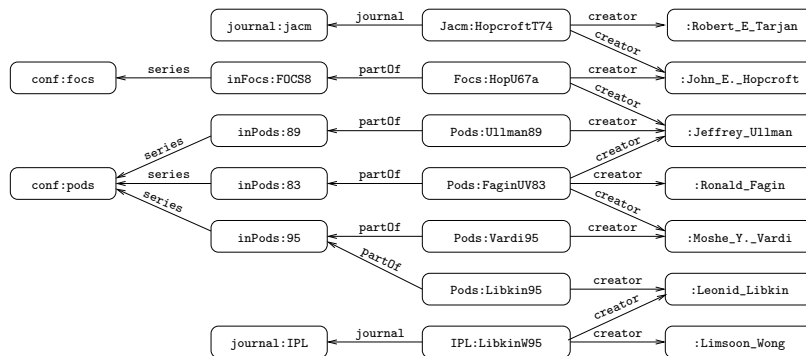 journal:jacm journal Jacm:HopcroftT74 creator :Robert_E_Tarjan
creator
conf:focs series inFocs:FOCS8 partOf Focs:HopU67a creator :John_E._Hopcroft
creator
inPods:89 partOf Pods:Ullman89 creator :Jeffrey_Ullman
series creator
conf:pods series inPods:83 partOf Pods:FaginUV83 creator :Ronald_Fagin
series creator
inPods:95 partOf Pods:Vardi95 creator :Moshe_Y._Vardi
partOf
Pods:Libkin95 creator :Leonid_Libkin
creator
journal:IPL journal IPL:LibkinW95 creator :Limsoon_Wong